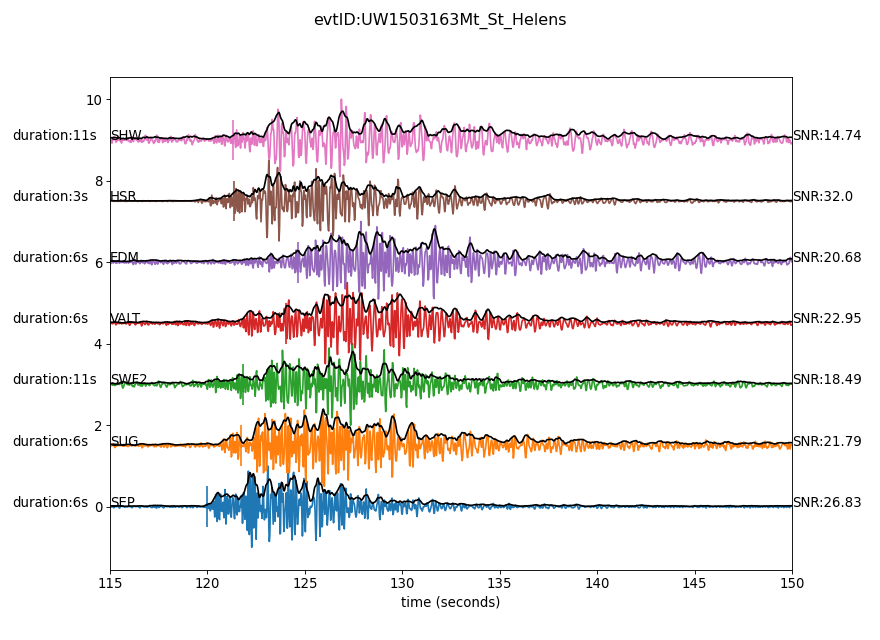 evtID:UW1503163Mt_St_Helens
10
duration:11s SHW SNR:14.74
8
duration:3s HSR SNR:32.0
duration:6s EDM SNR:20.68
6
duration:6s VALT SNR:22.95
4
duration:11s SWF2 SNR:18.49
2
duration:6s SUG SNR:21.79
duration:6s SEP SNR:26.83
0
115 120 125 130 135 140 145 150
time (seconds)